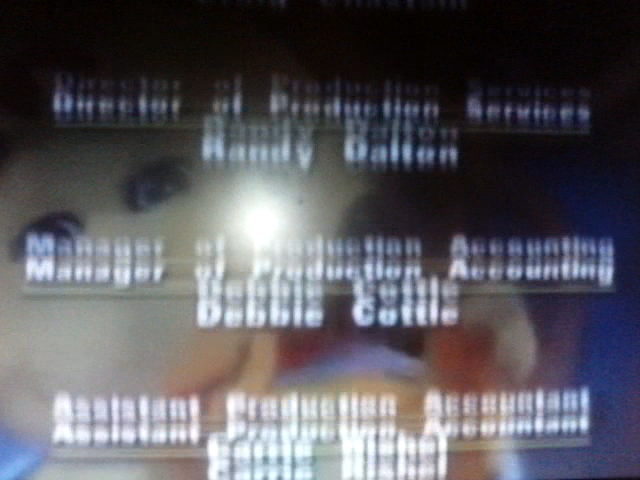 Director of Production Services
Randy Dalton
Manager of Production Accounting
Debbie Cottle
Assistant Production Accountant